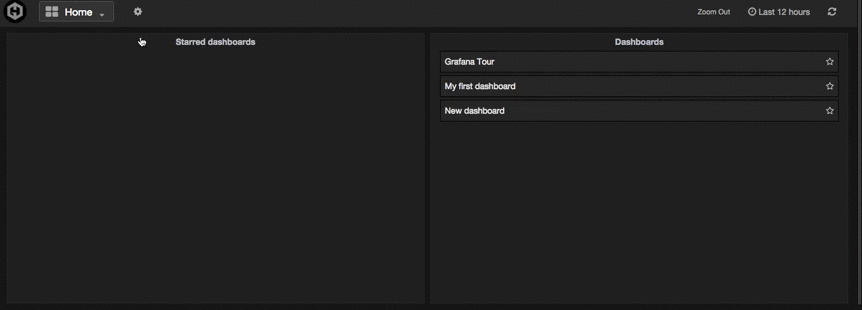 Home
Zoom Out
Last 12 hours
Starred dashboards
Dashboards
Grafana Tour
My first dashboard
New dashboard